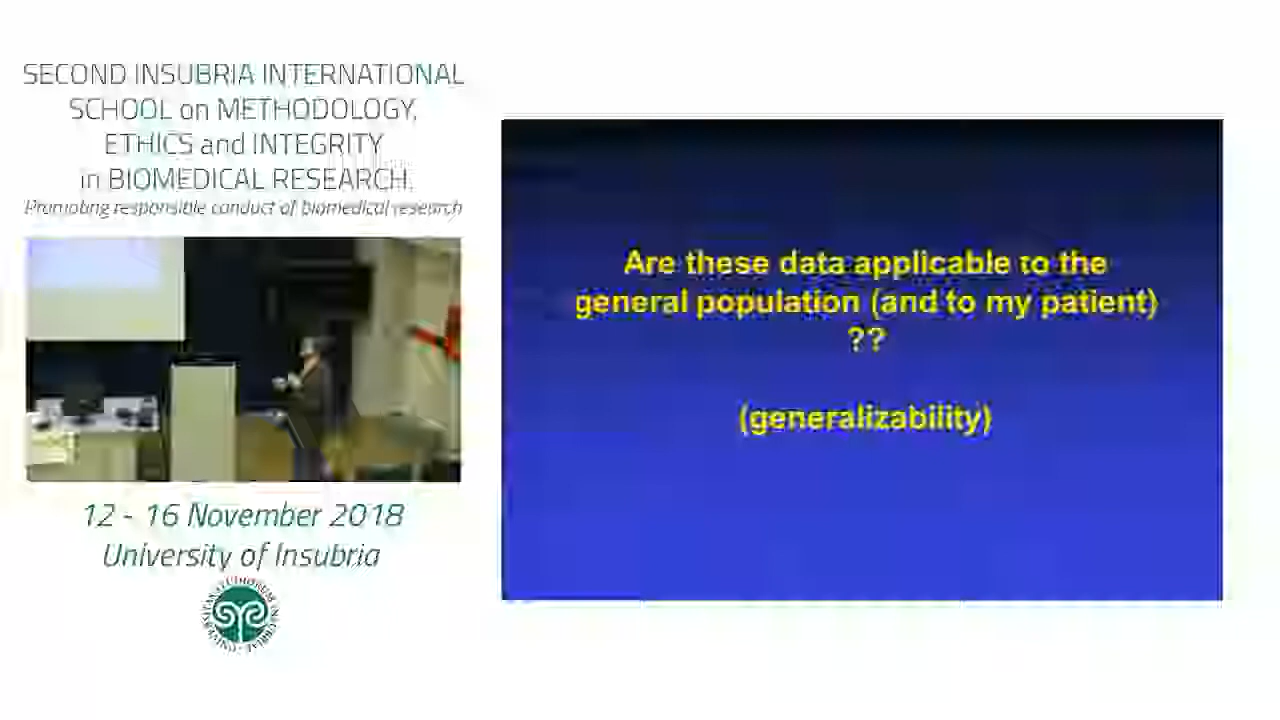 SECOND INSUBRIA INTERNATIONAL
SCHOOL on METHODOLOGY,
ETHICS and INTEGRITY
in BIOMEDICAL RESEARCH.
Promoting responsible conduct of biomedical research
12 - 16 November 2018
University of Insubria
Are these data applicable to the
general population (and to my patient)
??
(generalizability)